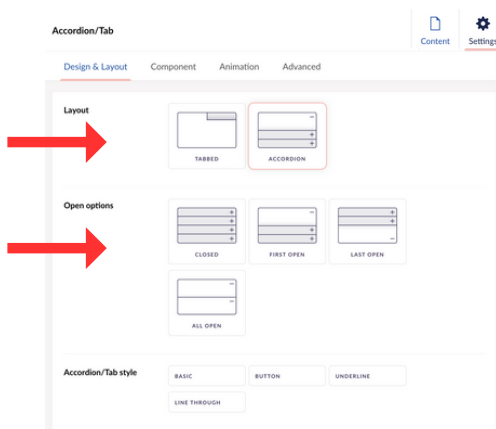 Accordion/Tab
Content Settings
Design & Layout Component Animation Advanced
Layout
TABBED ACCORDION
Open options
CLOSED FIRST OPEN LAST OPEN
ALL OPEN
Accordion/Tab style
BASIC BUTTON UNDERLINE
LINE THROUGH